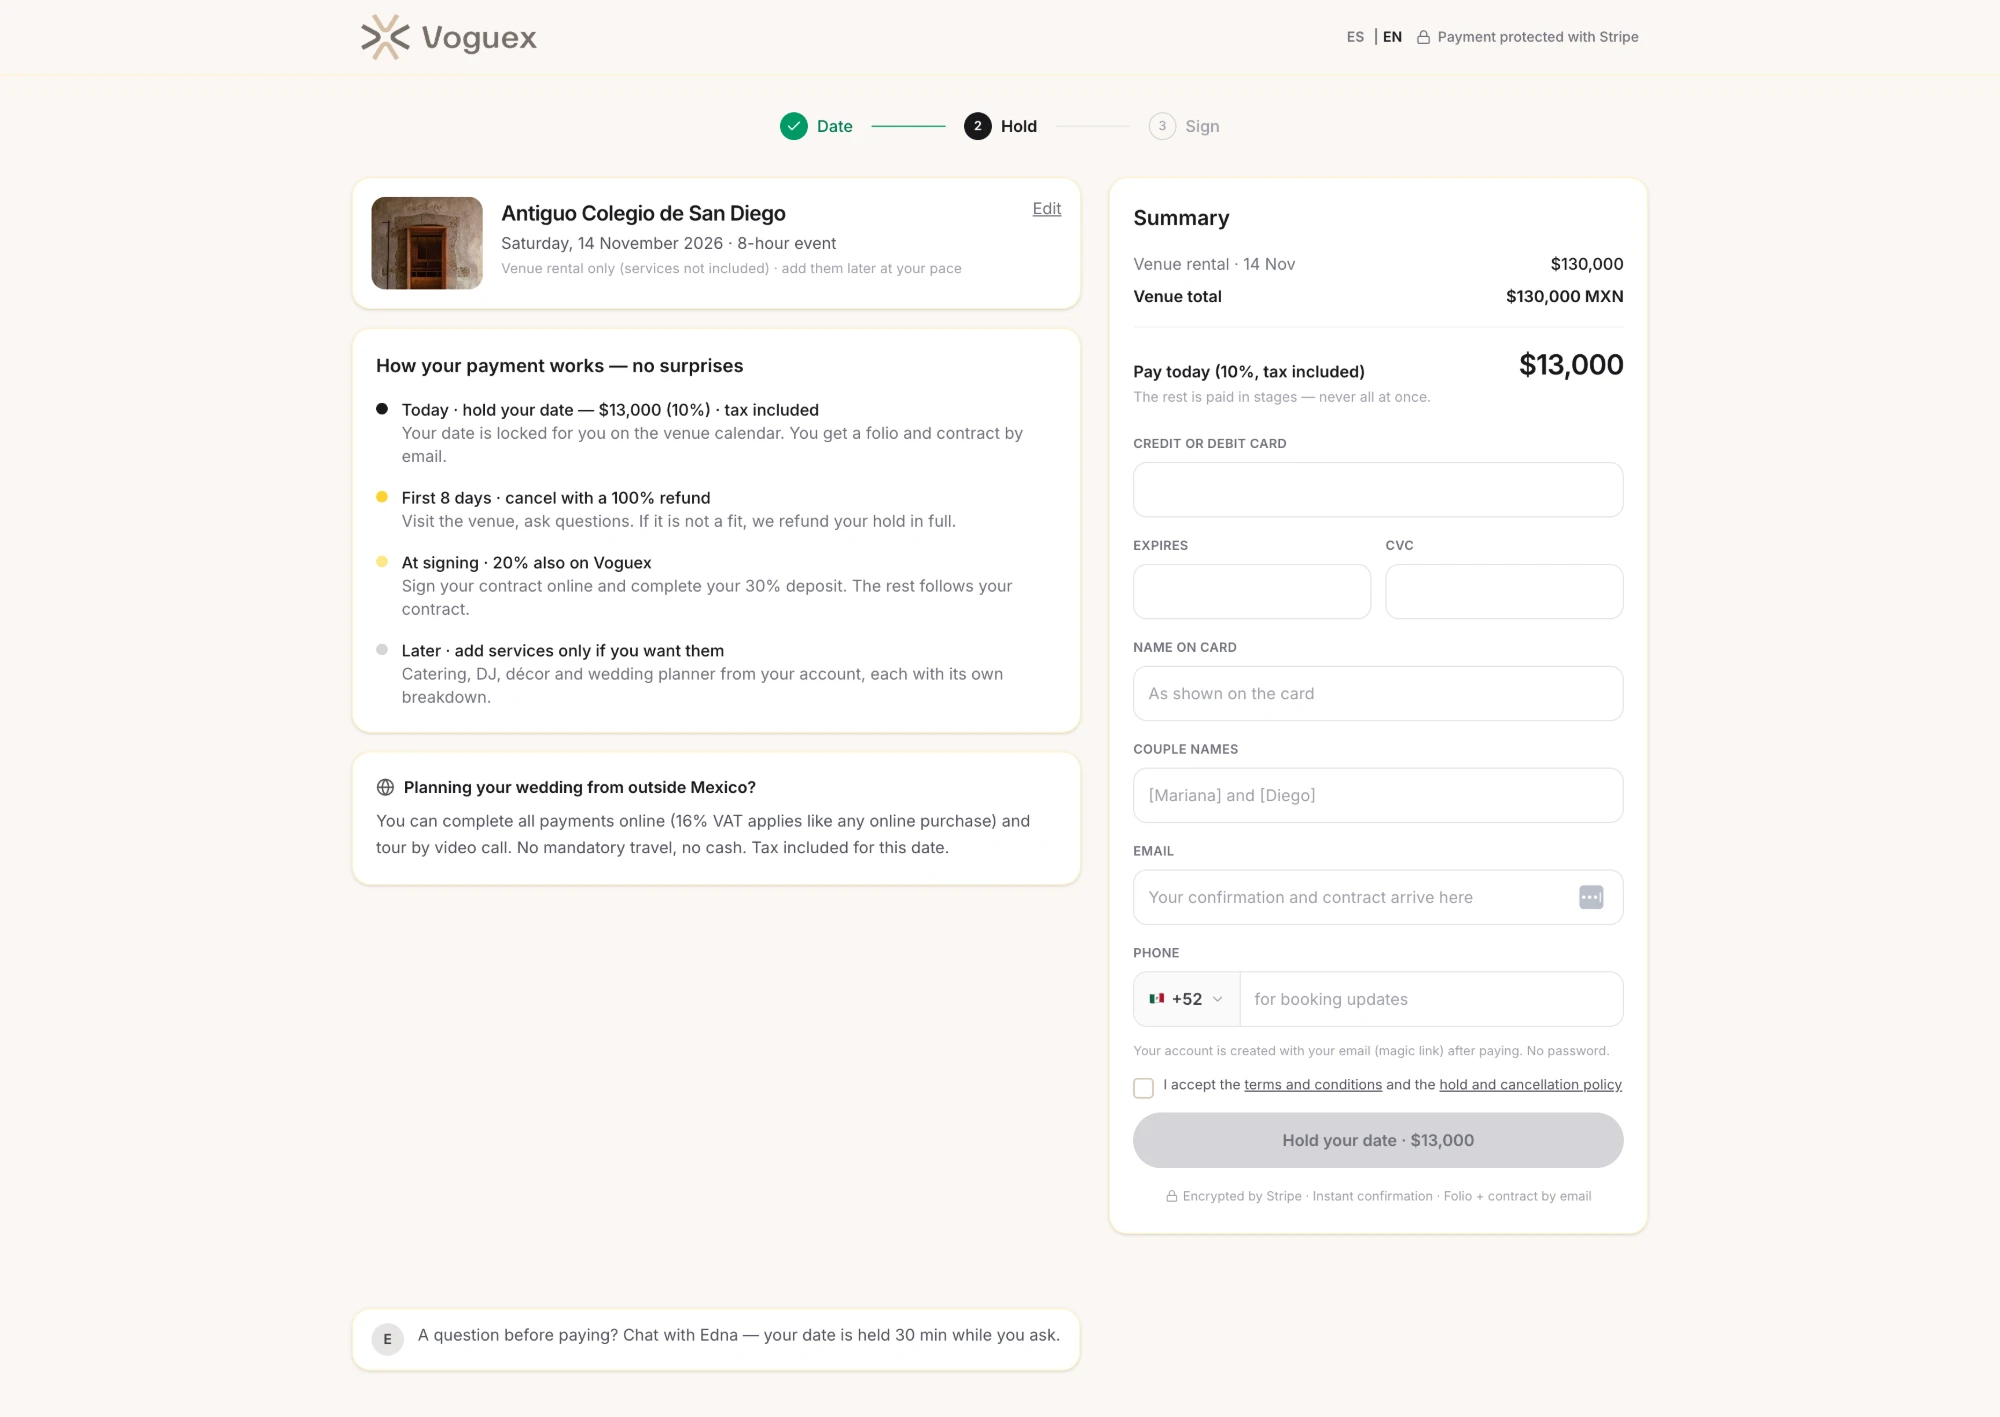 Voguex
ES | EN Payment protected with Stripe
Date
2 Hold
3 Sign
Antiguo Colegio de San Diego
Edit
Saturday, 14 November 2026 · 8-hour event
Venue rental only (services not included) · add them later at your pace
How your payment works — no surprises
Today · hold your date — $13,000 (10%) · tax included
Your date is locked for you on the venue calendar. You get a folio and contract by
email.
First 8 days · cancel with a 100% refund
Visit the venue, ask questions. If it is not a fit, we refund your hold in full.
At signing · 20% also on Voguex
Sign your contract online and complete your 30% deposit. The rest follows your
contract.
Later · add services only if you want them
Catering, DJ, décor and wedding planner from your account, each with its own
breakdown.
Planning your wedding from outside Mexico?
You can complete all payments online (16% VAT applies like any online purchase) and
tour by video call. No mandatory travel, no cash. Tax included for this date.
Summary
Venue rental · 14 Nov $130,000
Venue total $130,000 MXN
Pay today (10%, tax included) $13,000
The rest is paid in stages — never all at once.
CREDIT OR DEBIT CARD
EXPIRES CVC
NAME ON CARD
As shown on the card
COUPLE NAMES
[Mariana] and [Diego]
EMAIL
Your confirmation and contract arrive here
PHONE
+52 for booking updates
Your account is created with your email (magic link) after paying. No password.
I accept the terms and conditions and the hold and cancellation policy
Hold your date · $13,000
Encrypted by Stripe · Instant confirmation · Folio + contract by email
E A question before paying? Chat with Edna — your date is held 30 min while you ask.